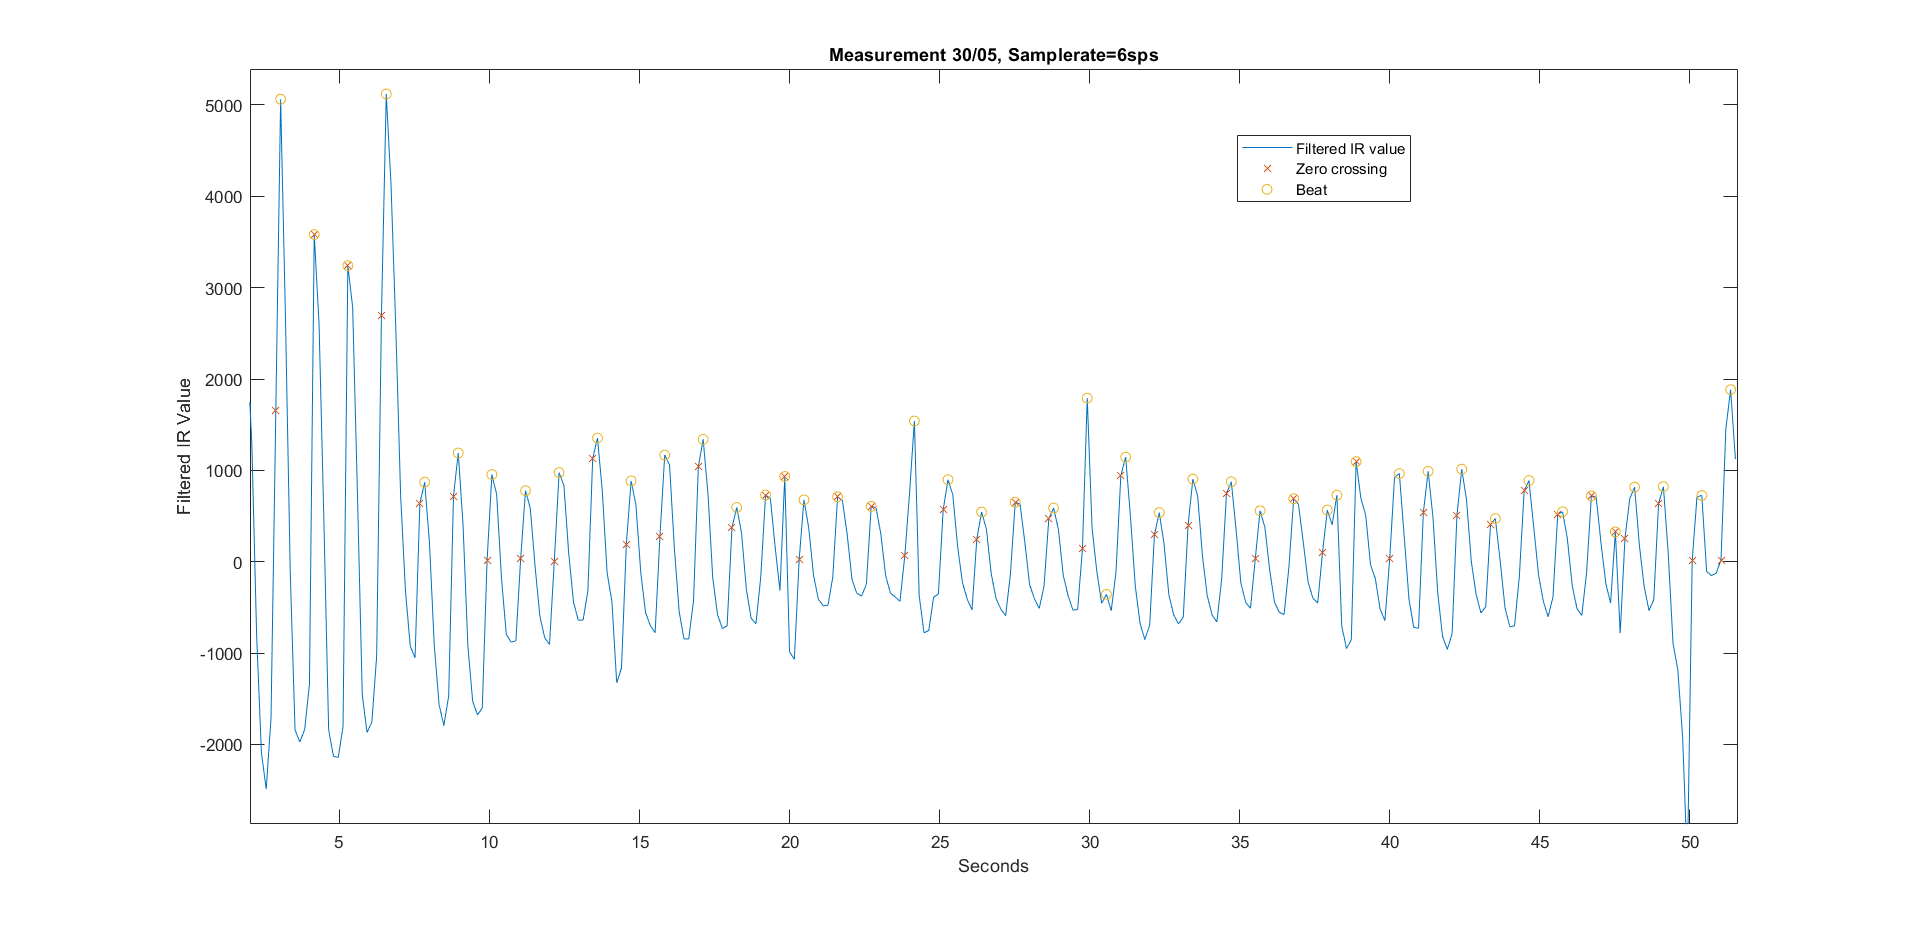 Measurement 30/05, Samplerate=6sps
Filtered IR value
Zero crossing
Beat
Filtered IR Value
5000
4000
3000
2000
1000
0
-1000
-2000
5 10 15 20 25 30 35 40 45 50
Seconds